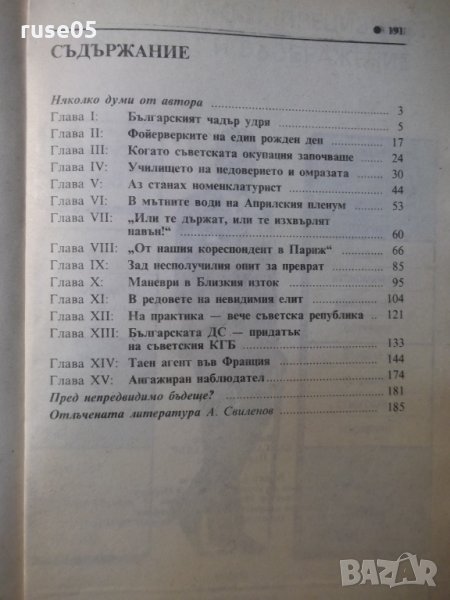 ruse05
191
СЪДЪРЖАНИЕ
Няколко думи от автора 3
Глава I: Българският чадър удря 5
Глава II: Фойерверките на един рожден ден 17
Глава III: Когато съветската окупация започваше 24
Глава IV: Училището на недоверието и омразата 30
Глава V: Аз станах номенклатурист 44
Глава VI: В мътните води на Априлския пленум 53
Глава VII: „Или те държат, или те изхвърлят
навън!“ 60
Глава VIII: „От нашия кореспондент в Париж“ 66
Глава IX: Зад несполучилия опит за преврат 85
Глава X: Маневри в Близкия изток 95
Глава XI: В редовете на невидимия елит 104
Глава XII: На практика — вече съветска република 121
Глава XIII: Българската ДС — придатък
на съветския КГБ 133
Глава XIV: Таен агент във Франция 144
Глава XV: Ангажиран наблюдател 174
Пред непредвидимо бъдеще? 181
Отлъчената литература А. Свиленов 185
bazar.bg